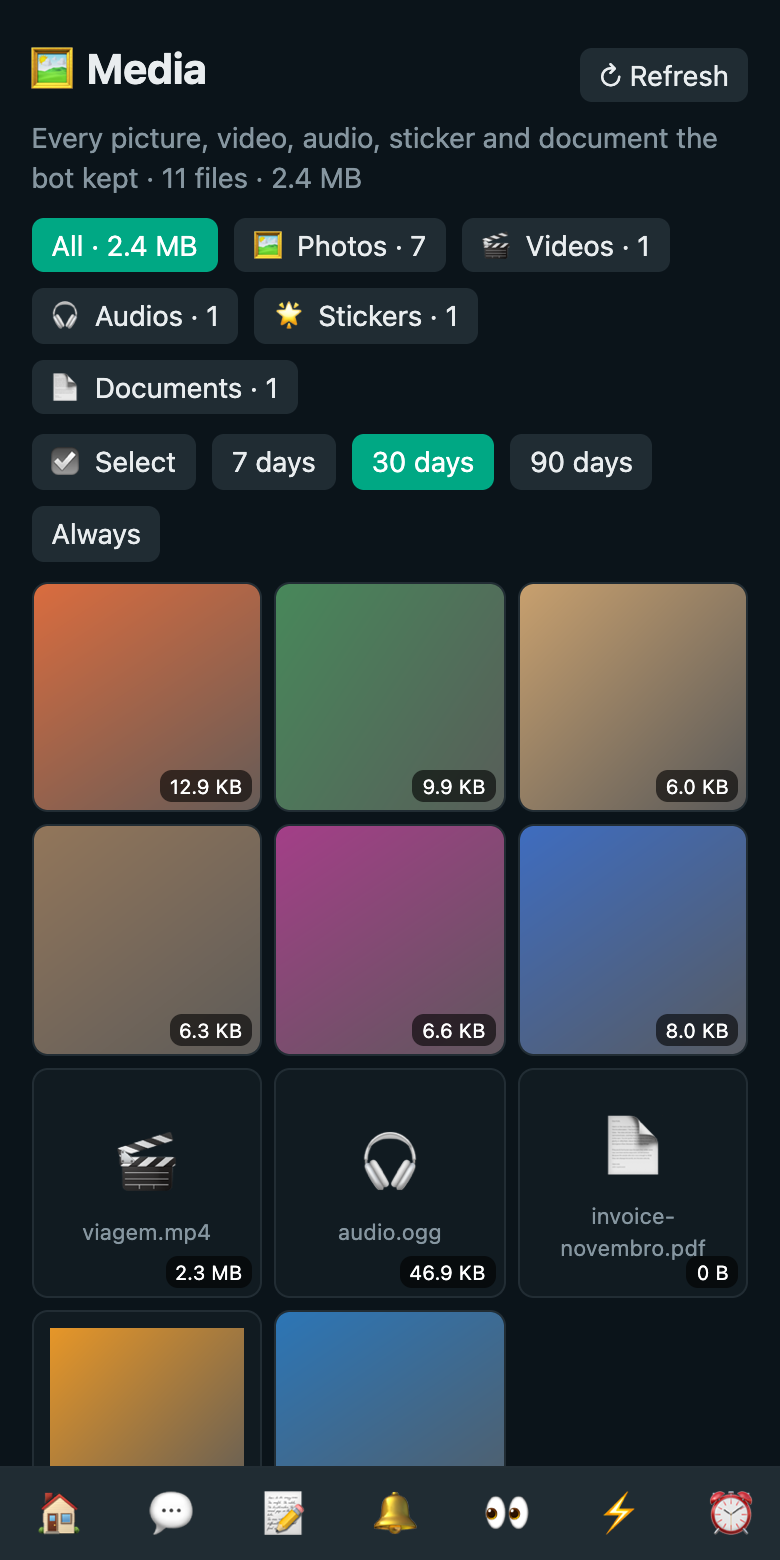 Media
Refresh
Every picture, video, audio, sticker and document the
bot kept · 11 files · 2.4 MB
All · 2.4 MB
Photos · 7
Videos · 1
Audios · 1
Stickers · 1
Documents · 1
Select
7 days
30 days
90 days
Always
12.9 KB
9.9 KB
6.0 KB
6.3 KB
6.6 KB
8.0 KB
viagem.mp4
2.3 MB
audio.ogg
46.9 KB
invoice-
novembro.pdf
0 B